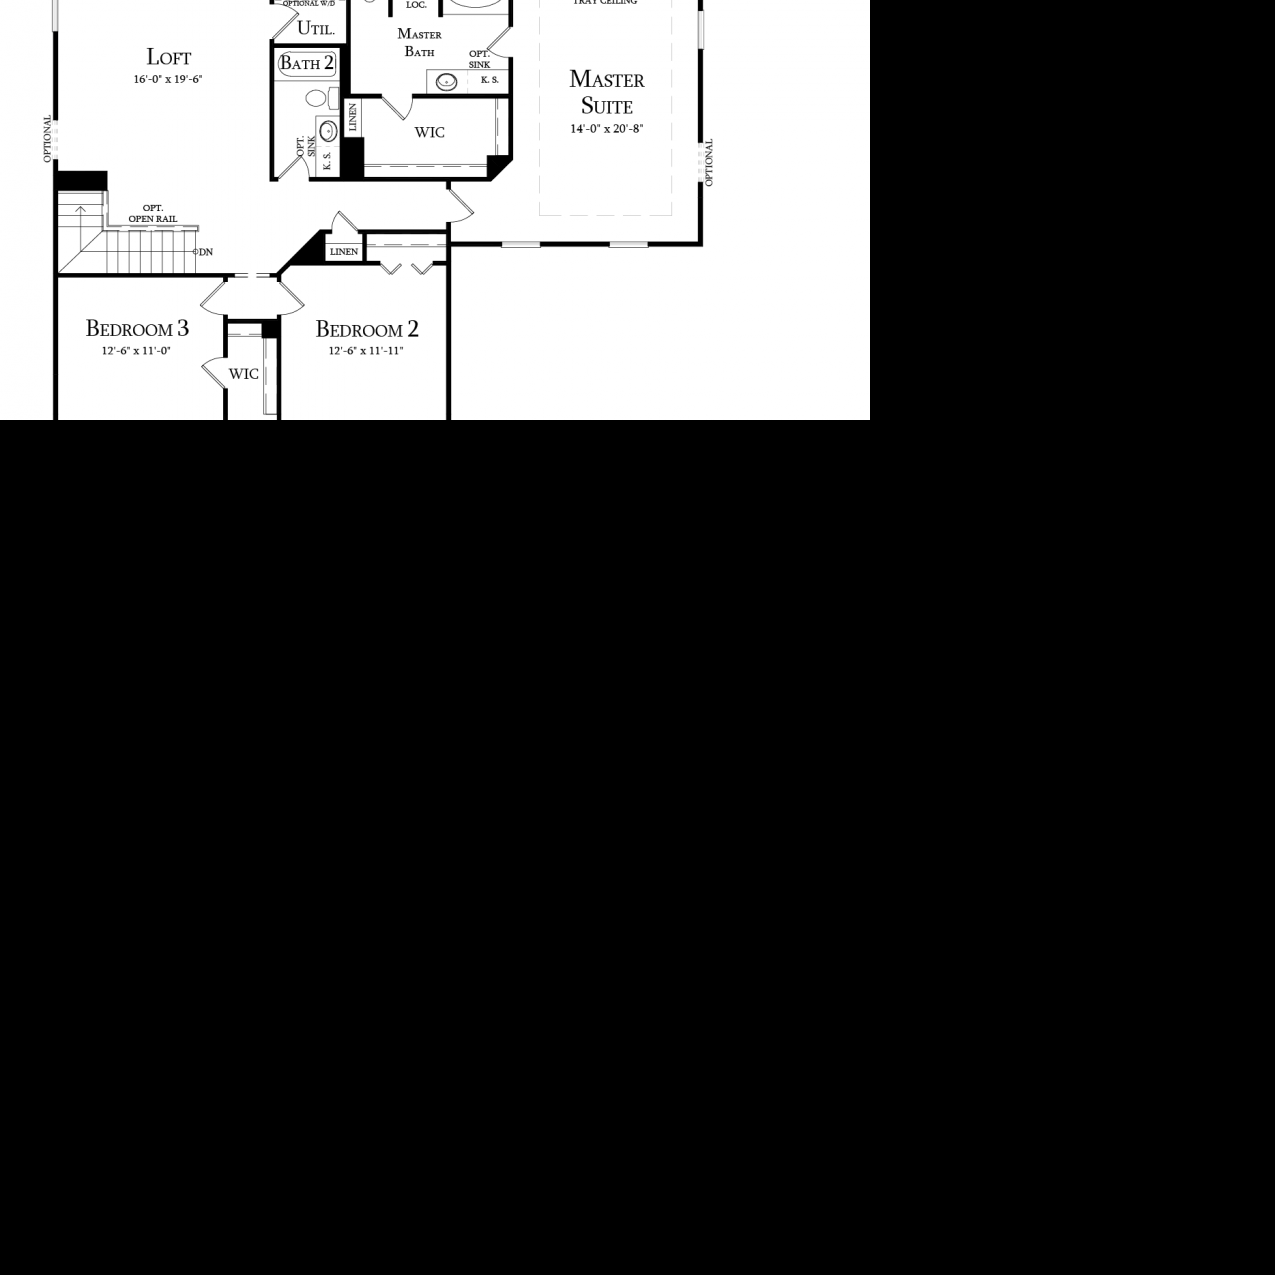 OPTIONAL W/D
UTIL.
LOC.
TRAY CEILING
LOFT
16'-0" x 19'-6"
MASTER
BATH
OPT.
SINK
K. S.
BATH 2
MASTER
SUITE
14'-0" x 20'-8"
OPTIONAL
LINEN
WIC
OPT.
SINK
K. S.
OPTIONAL
OPT.
OPEN RAIL
DN
LINEN
BEDROOM 3
12'-6" x 11'-0"
BEDROOM 2
12'-6" x 11'-11"
WIC